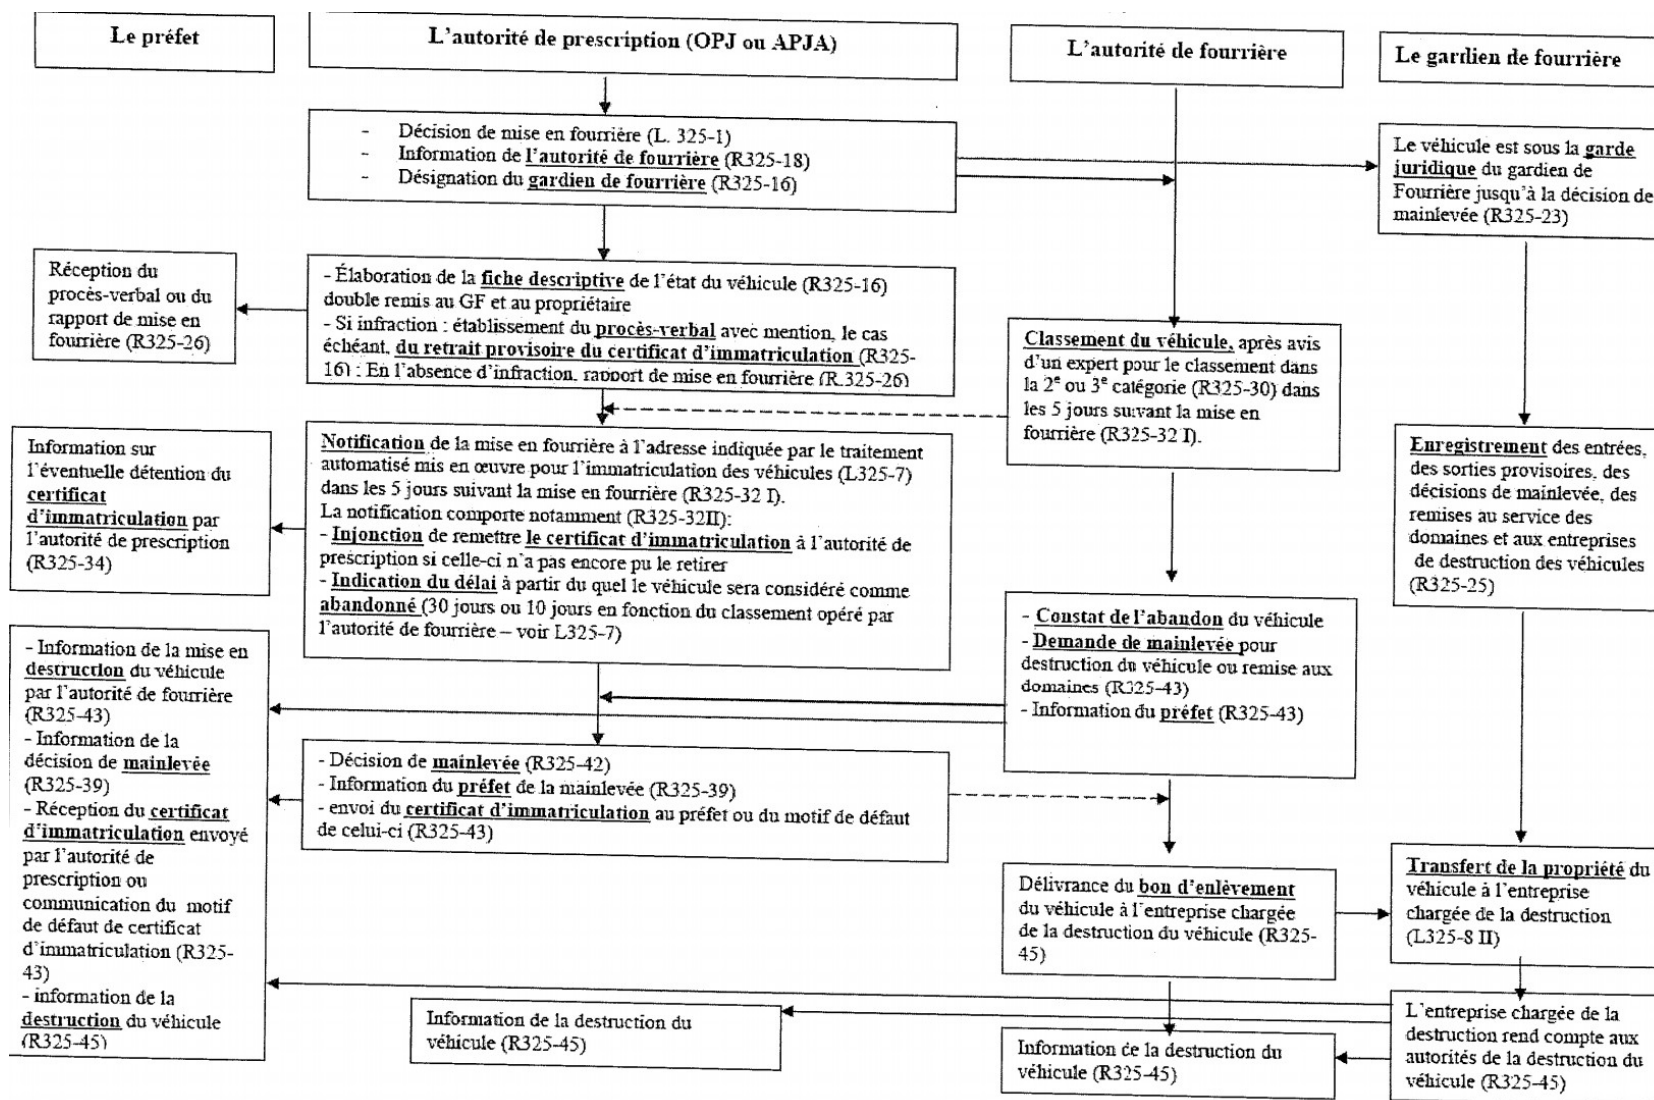 Le préfet
L'autorité de prescription (OPJ ou APJA)
L'autorité de fourrière
Le gardien de fourrière
- Décision de mise en fourrière (L. 325-1)
- Information de l'autorité de fourrière (R325-18)
- Désignation du gardien de fourrière (R325-16)
Le véhicule est sous la garde
juridique du gardien de
Fourrière jusqu'à la décision de
mainlevée (R325-23)
Réception du
procès-verbal ou du
rapport de mise en
fourrière (R325-26)
- Élaboration de la fiche descriptive de l'état du véhicule (R325-16)
double remis au GF et au propriétaire
- Si infraction : établissement du procès-verbal avec mention, le cas
échéant, du retrait provisoire du certificat d'immatriculation (R325-
16) : En l'absence d'infraction, rapport de mise en fourrière (R.325-26)
Classement du véhicule, après avis
d'un expert pour le classement dans
la 2e ou 3e catégorie (R325-30) dans
les 5 jours suivant la mise en
fourrière (R325-32 I).
Information sur
l'éventuelle détention du
certificat
d'immatriculation par
l'autorité de prescription
(R325-34)
Notification de la mise en fourrière à l'adresse indiquée par le traitement
automatisé mis en œuvre pour l'immatriculation des véhicules (L325-7)
dans les 5 jours suivant la mise en fourrière (R325-32 I).
La notification comporte notamment (R325-32II):
- Injonction de remettre le certificat d'immatriculation à l'autorité de
prescription si celle-ci n'a pas encore pu le retirer
- Indication du délai à partir du quel le véhicule sera considéré comme
abandonné (30 jours ou 10 jours en fonction du classement opéré par
l'autorité de fourrière – voir L325-7)
Enregistrement des entrées,
des sorties provisoires, des
décisions de mainlevée, des
remises au service des
domaines et aux entreprises
de destruction des véhicules
(R325-25)
- Constat de l'abandon du véhicule
- Demande de mainlevée pour
destruction du véhicule ou remise aux
domaines (R325-43)
- Information du préfet (R325-43)
- Information de la mise en
destruction du véhicule
par l'autorité de fourrière
(R325-43)
- Information de la
décision de mainlevée
(R325-39)
- Réception du certificat
d'immatriculation envoyé
par l'autorité de
prescription ou
communication du motif
de défaut de certificat
d'immatriculation (R325-
43)
- information de la
destruction du véhicule
(R325-45)
- Décision de mainlevée (R325-42)
- Information du préfet de la mainlevée (R325-39)
- envoi du certificat d'immatriculation au préfet ou du motif de défaut
de celui-ci (R325-43)
Délivrance du bon d'enlèvement
du véhicule à l'entreprise chargée
de la destruction du véhicule (R325-
45)
Transfert de la propriété du
véhicule à l'entreprise
chargée de la destruction
(L325-8 II)
Information de la destruction du
véhicule (R325-45)
Information de la destruction du
véhicule (R325-45)
L'entreprise chargée de la
destruction rend compte aux
autorités de la destruction du
véhicule (R325-45)